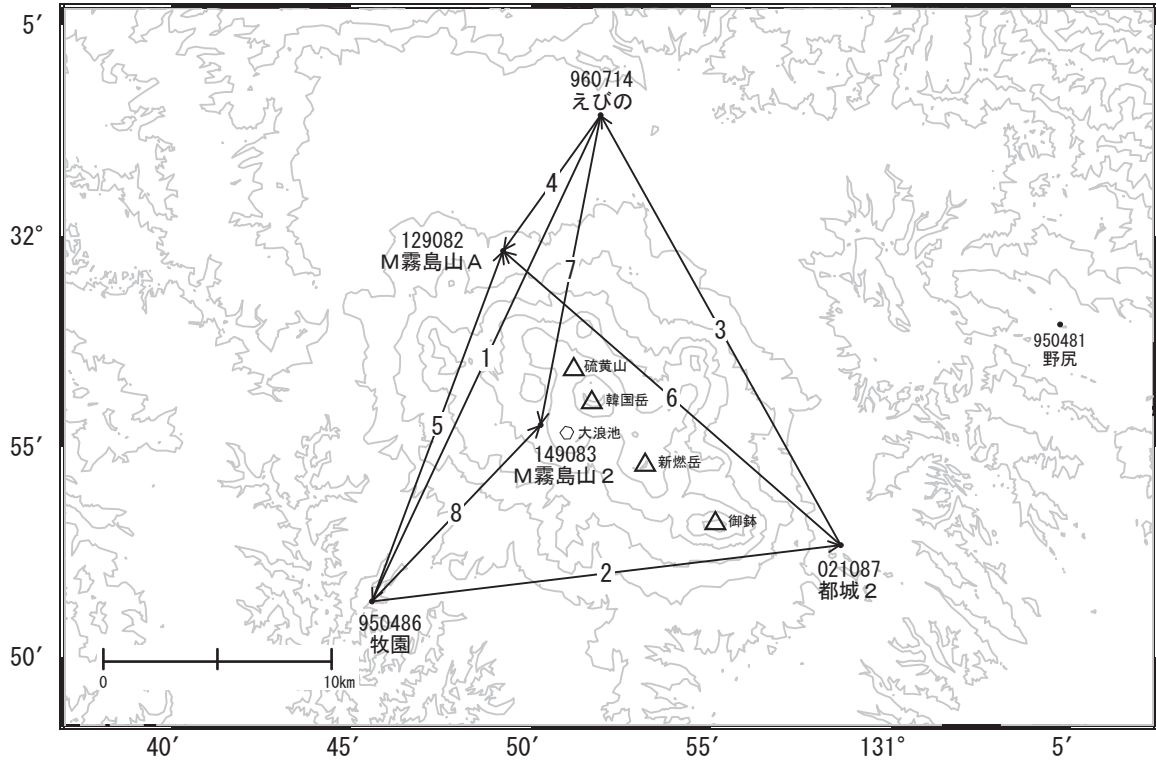 5′
960714
えびの
4
32°
129082
M霧島山A
7
3
950481
野尻
1
硫黄山
韓国岳
6
5
大浪池
55′
149083
M霧島山2
新燃岳
8
御鉢
021087
都城2
2
950486
牧園
50′
0
10km
40′
45′
50′
55′
131°
5′